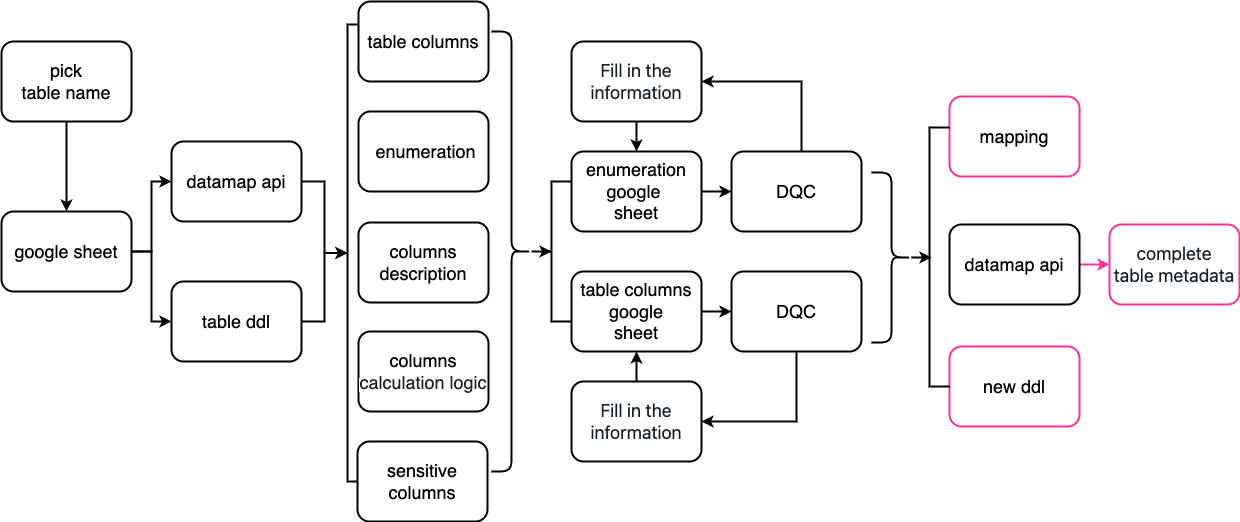 pick
table name
google sheet
datamap api
table ddl
table columns
enumeration
columns
description
columns
calculation logic
sensitive
columns
Fill in the
information
enumeration
google
sheet
DQC
table columns
google
sheet
DQC
Fill in the
information
mapping
datamap api
complete
table metadata
new ddl